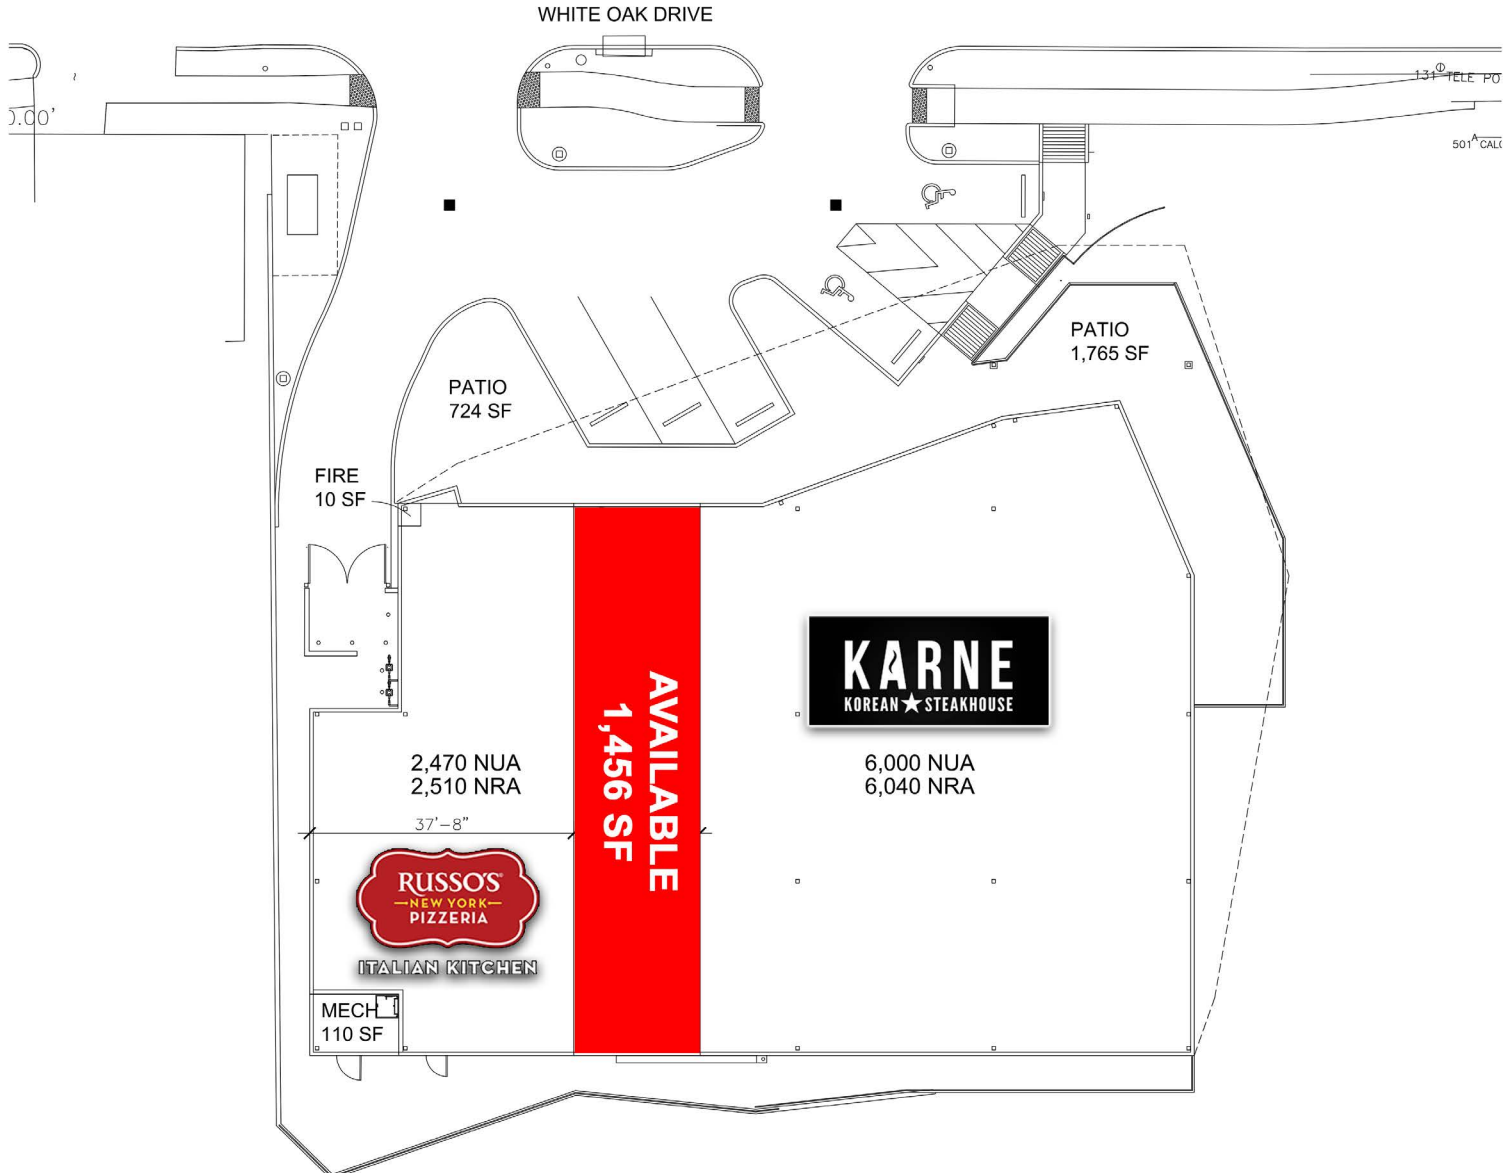 WHITE OAK DRIVE
0.00'
131 TELE PO
501 CALC
PATIO
1,765 SF
PATIO
724 SF
FIRE
10 SF
AVAILABLE
1,456 SF
KARNE
KOREAN STEAKHOUSE
2,470 NUA
2,510 NRA
6,000 NUA
6,040 NRA
37'-8"
RUSSO'S
NEW YORK
PIZZERIA
ITALIAN KITCHEN
MECH
110 SF